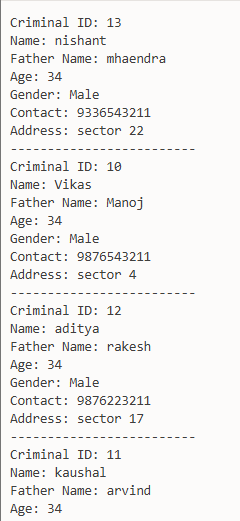 Criminal ID: 13
Name: nishant
Father Name: mhaendra
Age: 34
Gender: Male
Contact: 9336543211
Address: sector 22
------------------------
Criminal ID: 10
Name: Vikas
Father Name: Manoj
Age: 34
Gender: Male
Contact: 9876543211
Address: sector 4
------------------------
Criminal ID: 12
Name: aditya
Father Name: rakesh
Age: 34
Gender: Male
Contact: 9876223211
Address: sector 17
------------------------
Criminal ID: 11
Name: kaushal
Father Name: arvind
Age: 34